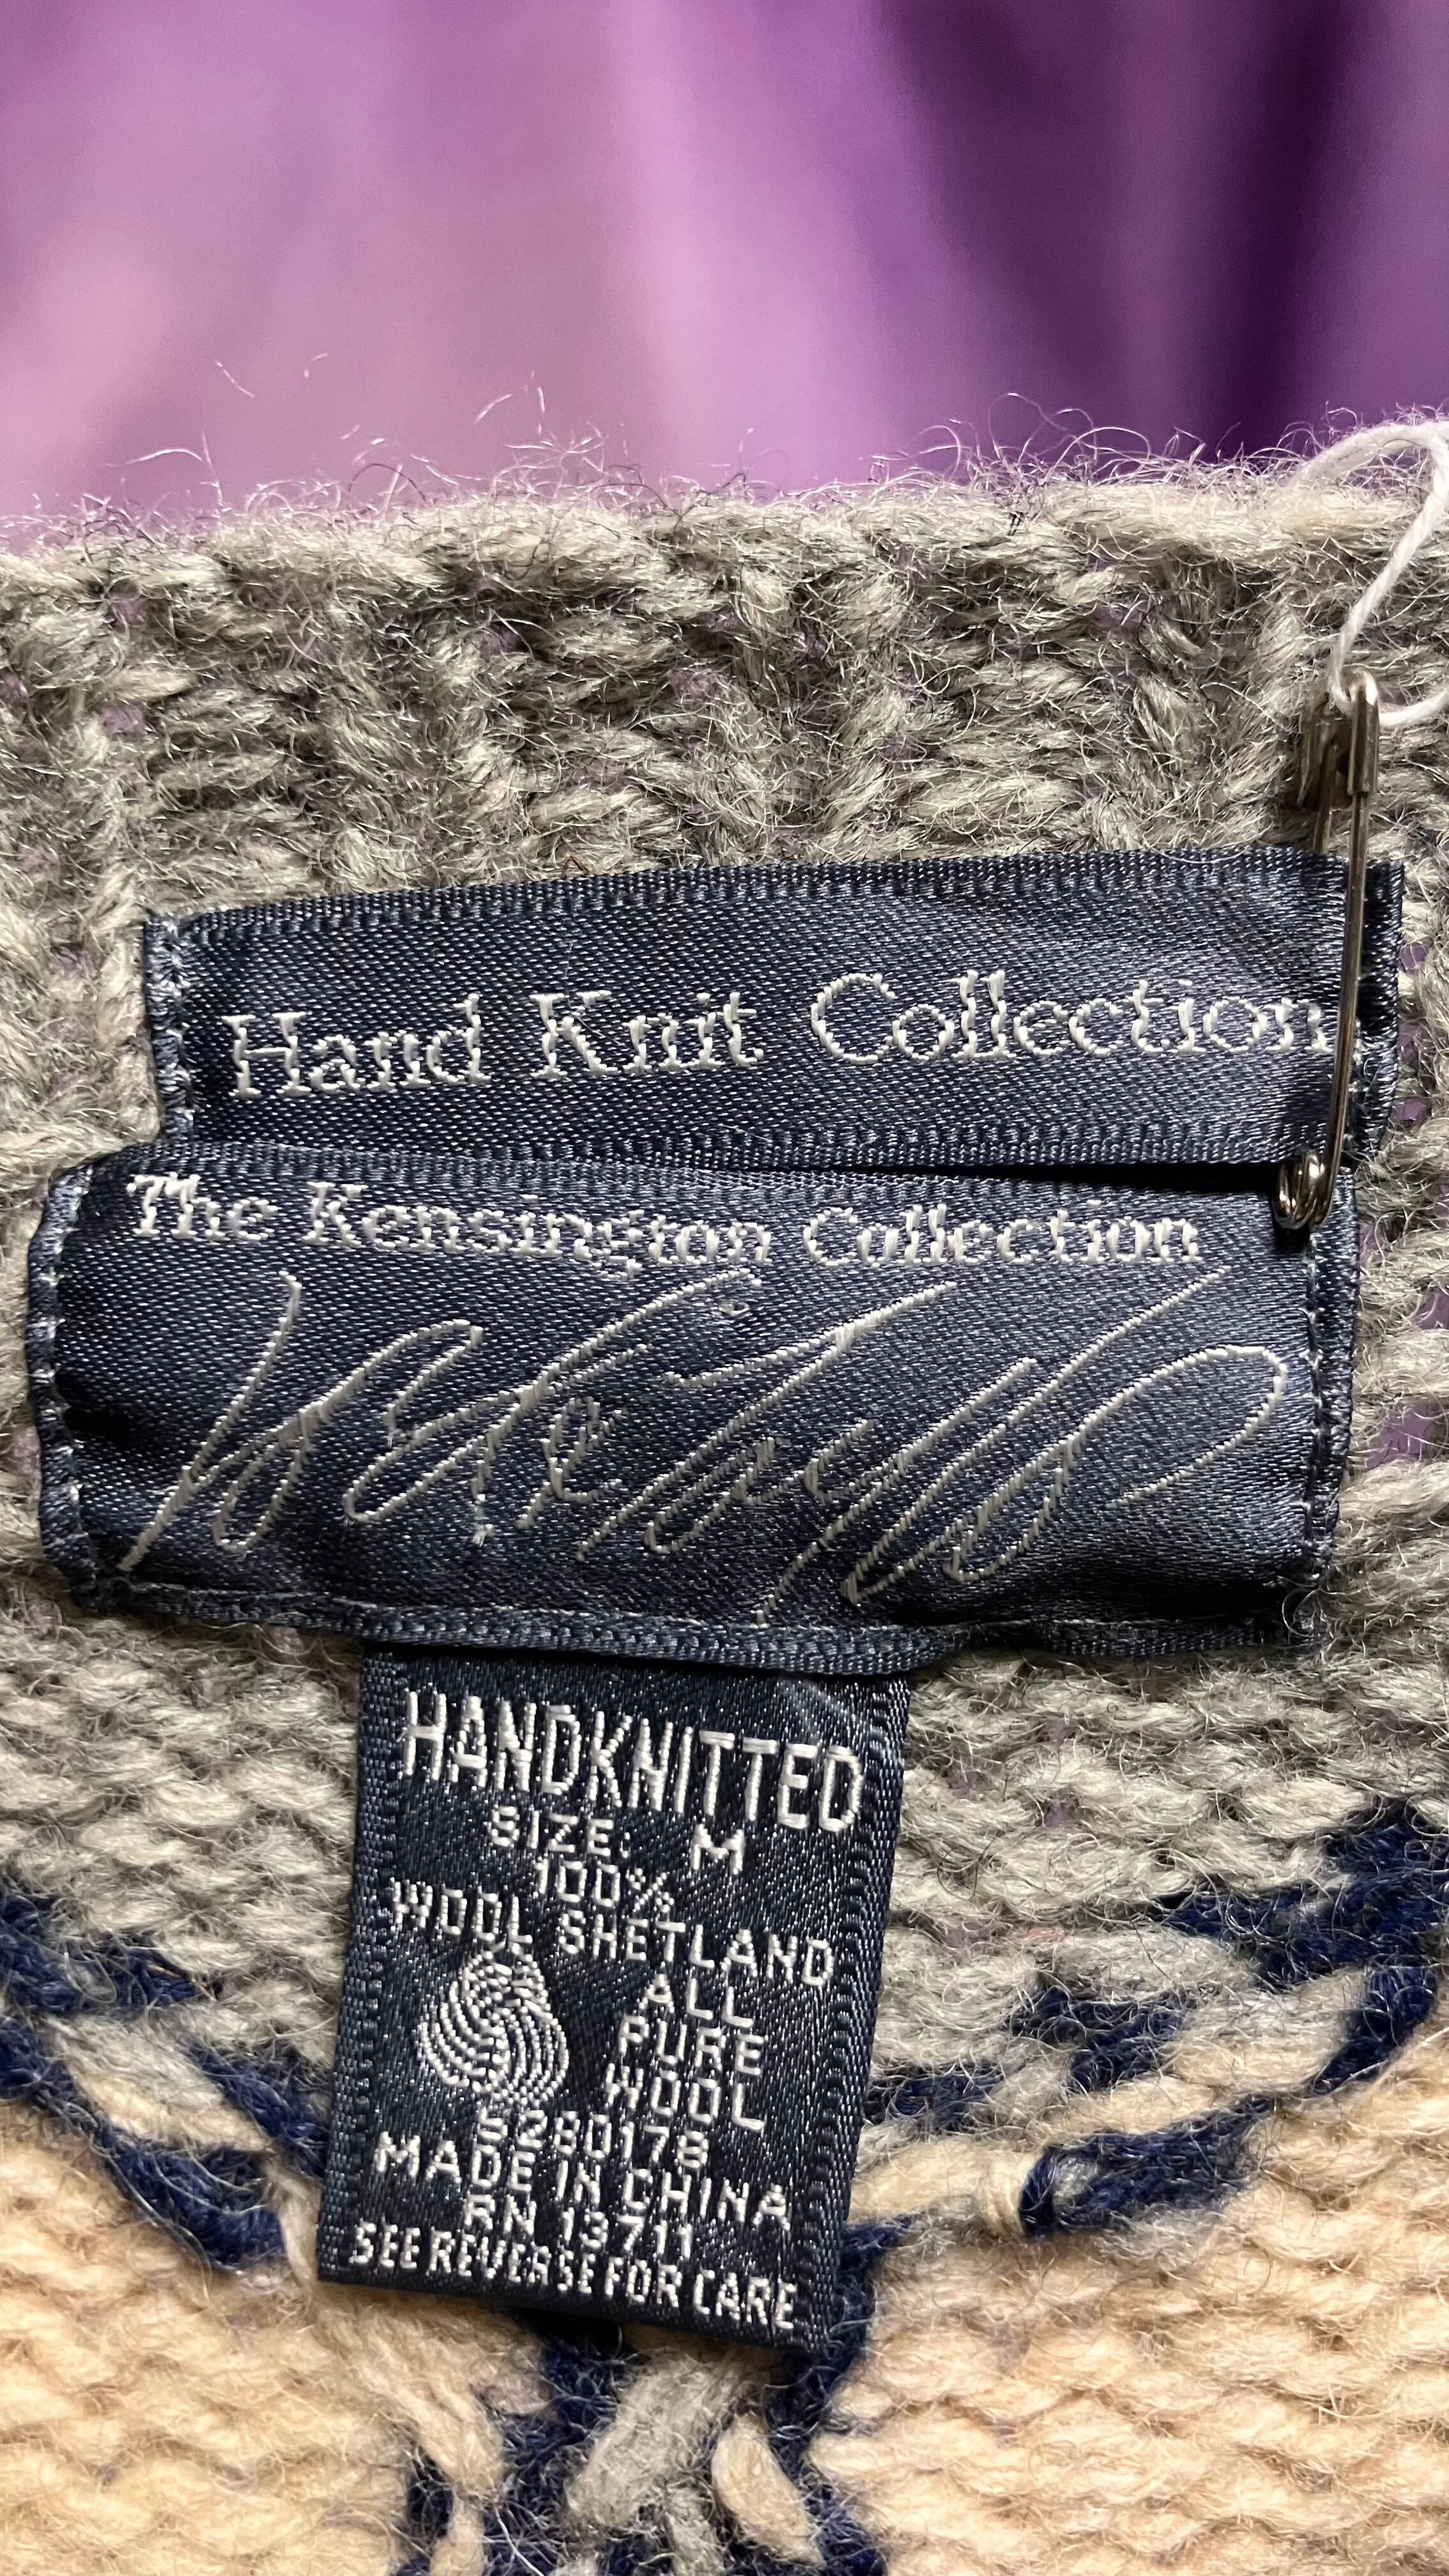 Hand Knit Collection
The Kensington Collection
HANDKNITTED
SIZE: M
100%
WOOL SHETLAND
ALL
PURE
WOOL
5280178
MADE IN CHINA
RN 13711
SEE REVERSE FOR CARE